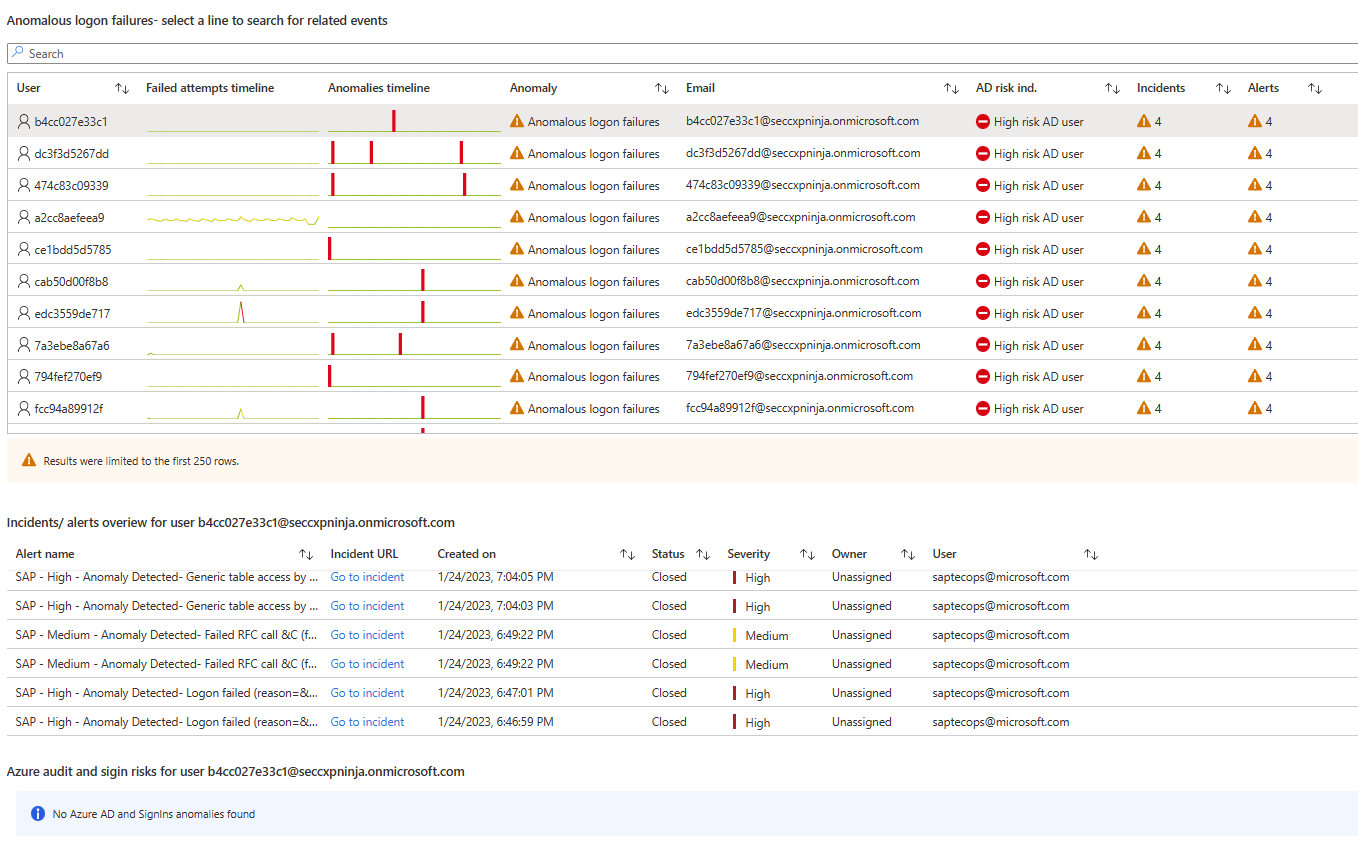 Anomalous logon failures- select a line to search for related events
Search
User Failed attempts timeline Anomalies timeline Anomaly Email AD risk ind. Incidents Alerts
b4cc027e33c1 Anomalous logon failures b4cc027e33c1@seccxpninja.onmicrosoft.com High risk AD user 4 4
dc3f3d5267dd Anomalous logon failures dc3f3d5267dd@seccxpninja.onmicrosoft.com High risk AD user 4 4
474c83c09339 Anomalous logon failures 474c83c09339@seccxpninja.onmicrosoft.com High risk AD user 4 4
a2cc8aefeea9 Anomalous logon failures a2cc8aefeea9@seccxpninja.onmicrosoft.com High risk AD user 4 4
ce1bdd5d5785 Anomalous logon failures ce1bdd5d5785@seccxpninja.onmicrosoft.com High risk AD user 4 4
cab50d00f8b8 Anomalous logon failures cab50d00f8b8@seccxpninja.onmicrosoft.com High risk AD user 4 4
edc3559de717 Anomalous logon failures edc3559de717@seccxpninja.onmicrosoft.com High risk AD user 4 4
7a3ebe8a67a6 Anomalous logon failures 7a3ebe8a67a6@seccxpninja.onmicrosoft.com High risk AD user 4 4
794fef270ef9 Anomalous logon failures 794fef270ef9@seccxpninja.onmicrosoft.com High risk AD user 4 4
fcc94a89912f Anomalous logon failures fcc94a89912f@seccxpninja.onmicrosoft.com High risk AD user 4 4
Results were limited to the first 250 rows.
Incidents/ alerts overiew for user b4cc027e33c1@seccxpninja.onmicrosoft.com
Alert name Incident URL Created on Status Severity Owner User
SAP - High - Anomaly Detected- Generic table access by ... Go to incident 1/24/2023, 7:04:05 PM Closed High Unassigned saptecops@microsoft.com
SAP - High - Anomaly Detected- Generic table access by ... Go to incident 1/24/2023, 7:04:03 PM Closed High Unassigned saptecops@microsoft.com
SAP - Medium - Anomaly Detected- Failed RFC call &C (f... Go to incident 1/24/2023, 6:49:22 PM Closed Medium Unassigned saptecops@microsoft.com
SAP - Medium - Anomaly Detected- Failed RFC call &C (f... Go to incident 1/24/2023, 6:49:22 PM Closed Medium Unassigned saptecops@microsoft.com
SAP - High - Anomaly Detected- Logon failed (reason=&... Go to incident 1/24/2023, 6:47:01 PM Closed High Unassigned saptecops@microsoft.com
SAP - High - Anomaly Detected- Logon failed (reason=&... Go to incident 1/24/2023, 6:46:59 PM Closed High Unassigned saptecops@microsoft.com
Azure audit and sigin risks for user b4cc027e33c1@seccxpninja.onmicrosoft.com
No Azure AD and SignIns anomalies found